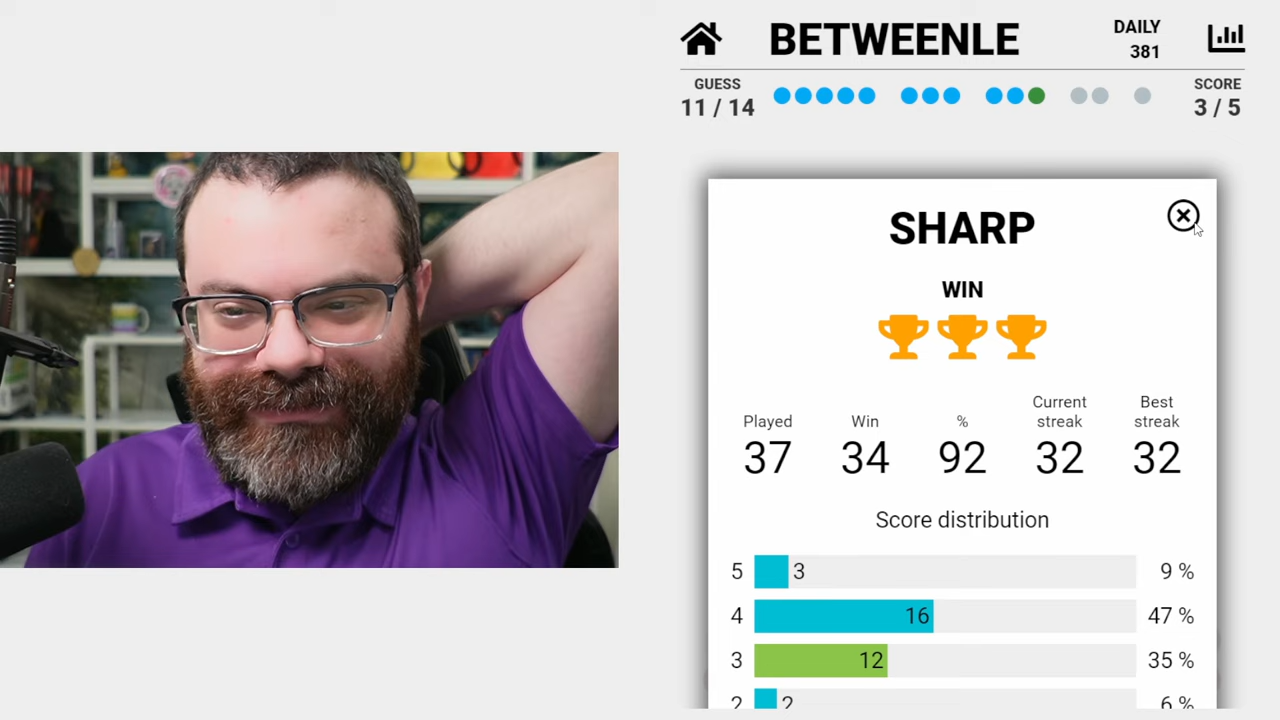 BETWEENLE
DAILY
381
GUESS
11 / 14
SCORE
3 / 5
SHARP
WIN
Played
37
Win
34
%
92
Current
streak
32
Best
streak
32
Score distribution
5 3 9 %
4 16 47 %
3 12 35 %
2 2 6 %